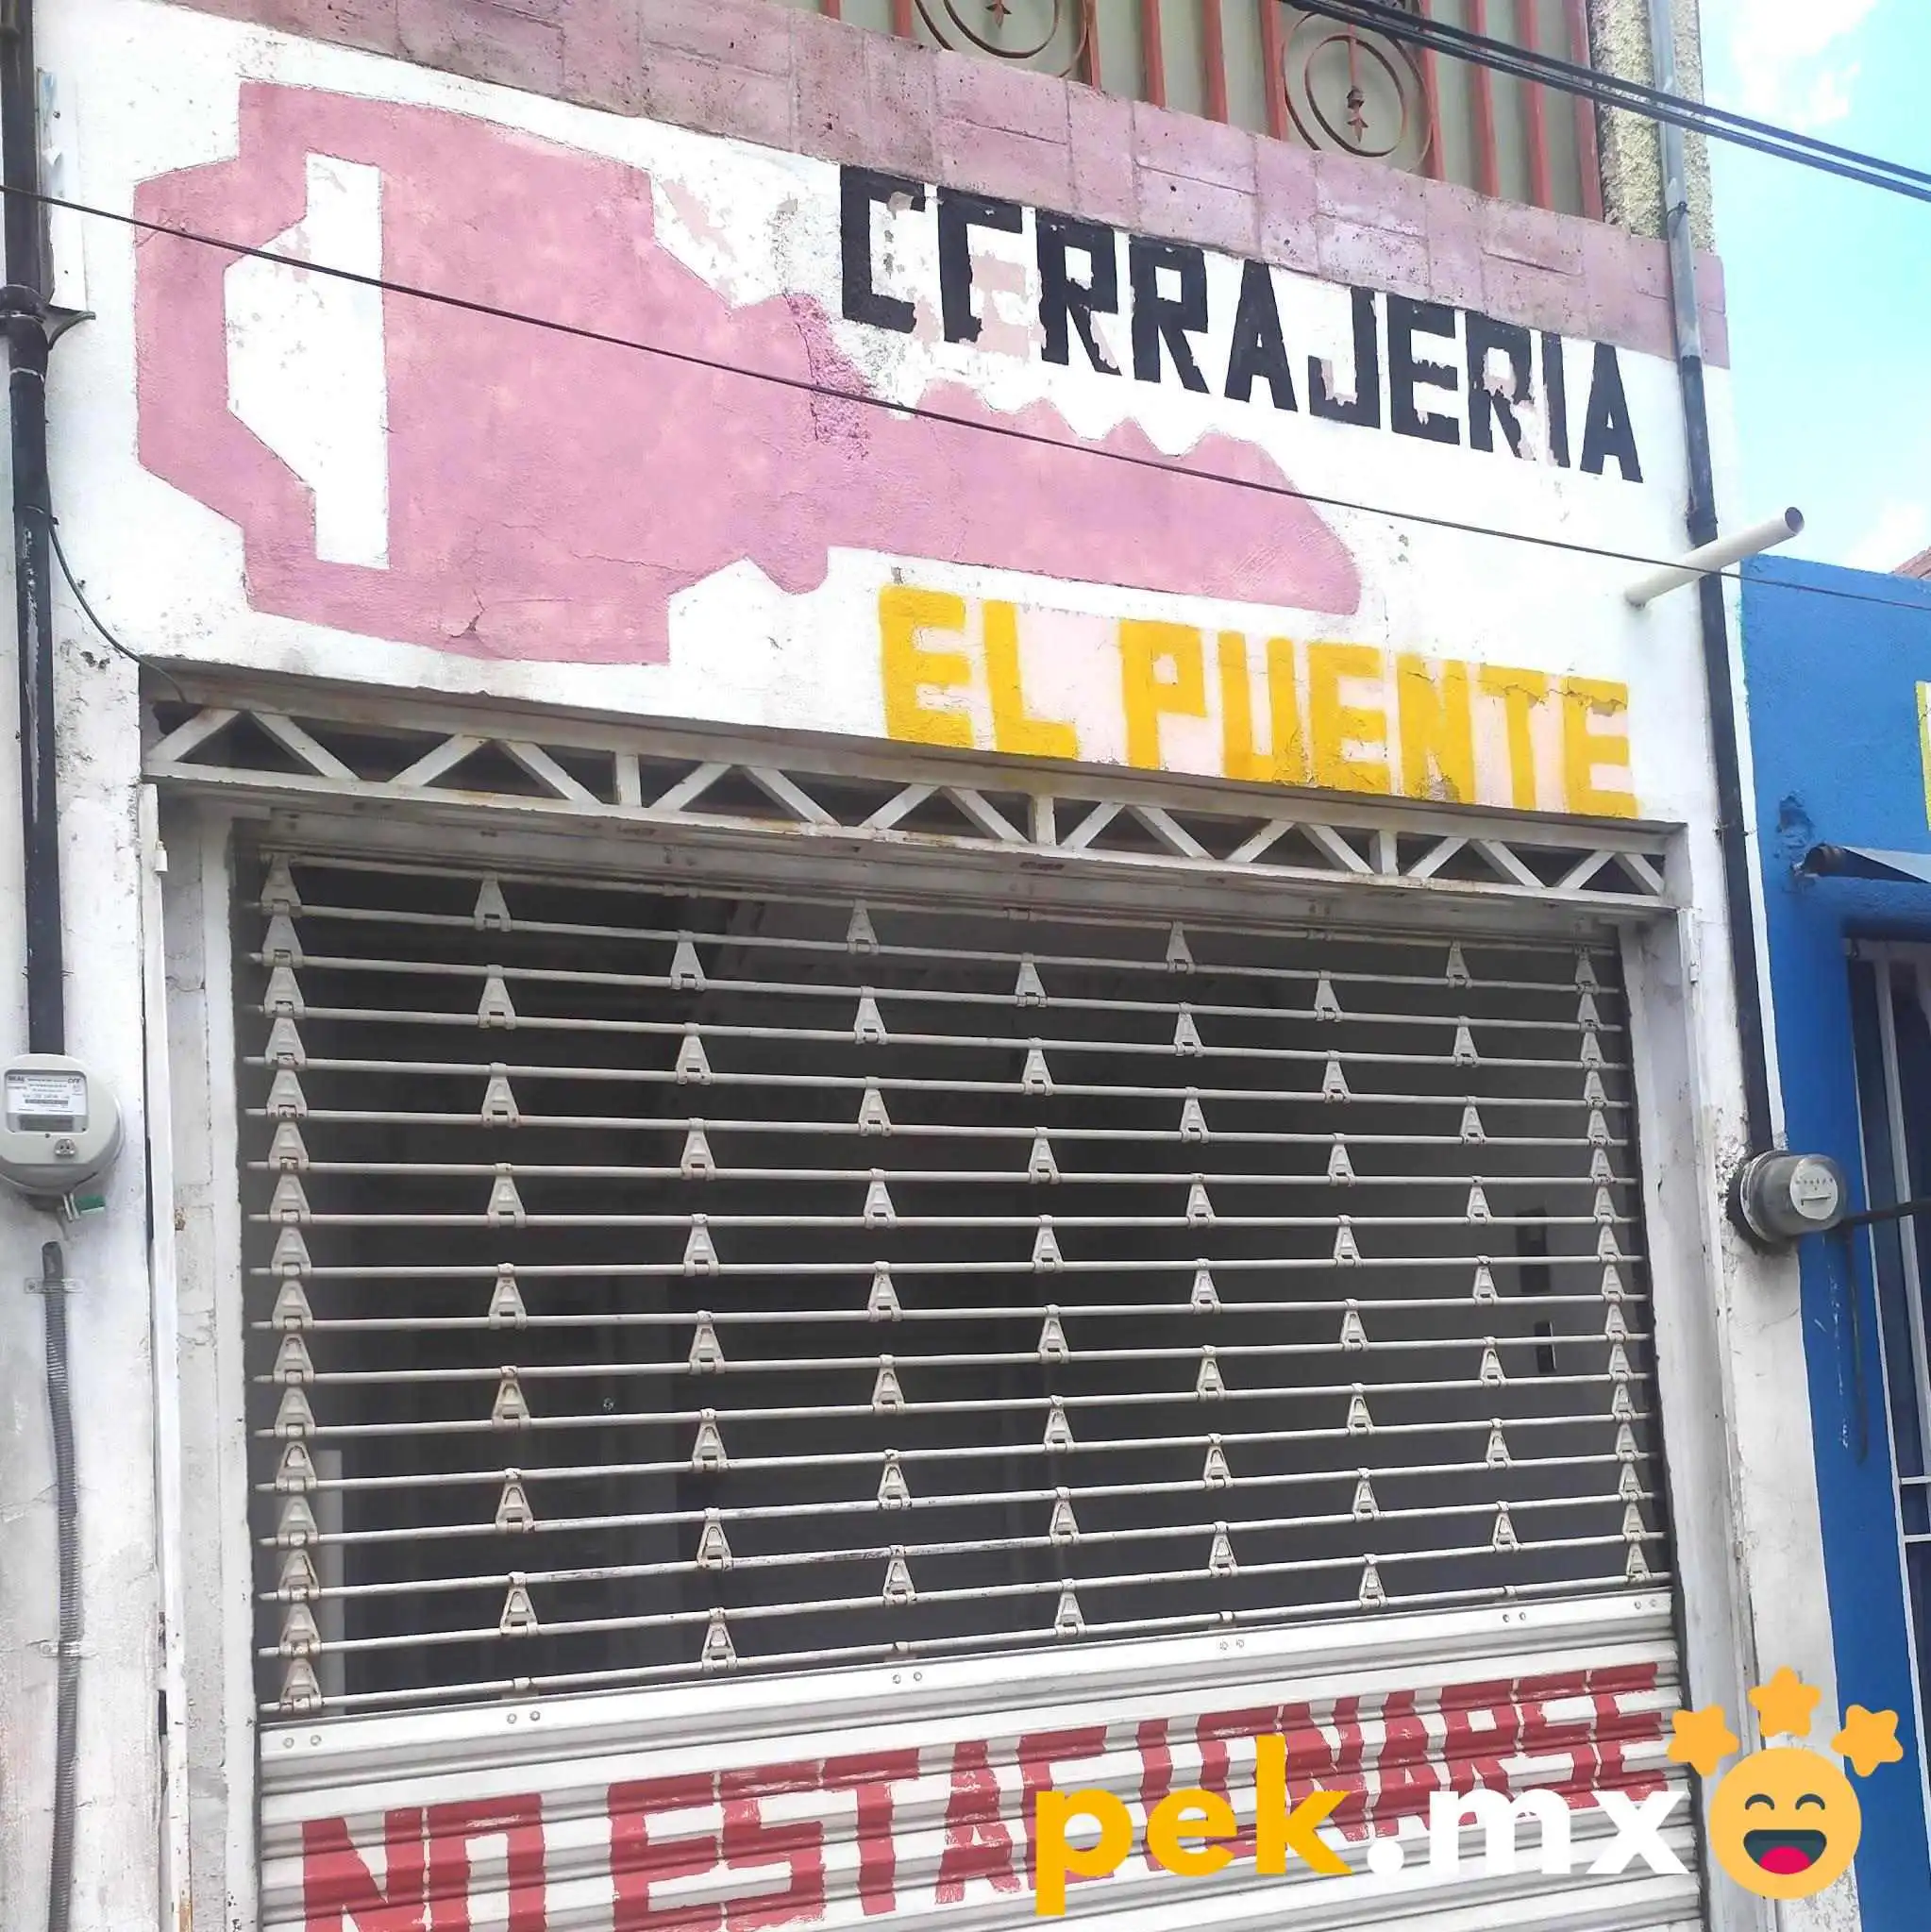 CERRAJERIA
EL PUENTE
NO ESTACIONARSE
pek.mx